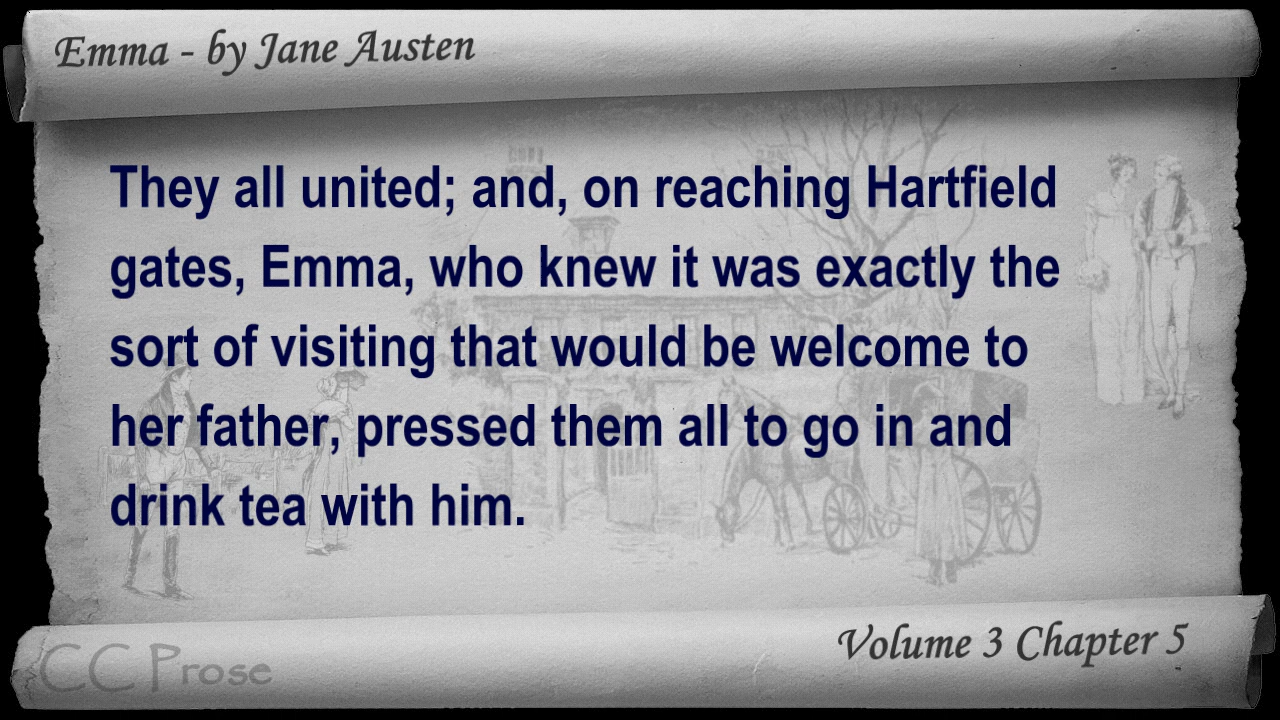 Emma - by Jane Austen
They all united; and, on reaching Hartfield
gates, Emma, who knew it was exactly the
sort of visiting that would be welcome to
her father, pressed them all to go in and
drink tea with him.
Volume 3 Chapter 5
CC Prose